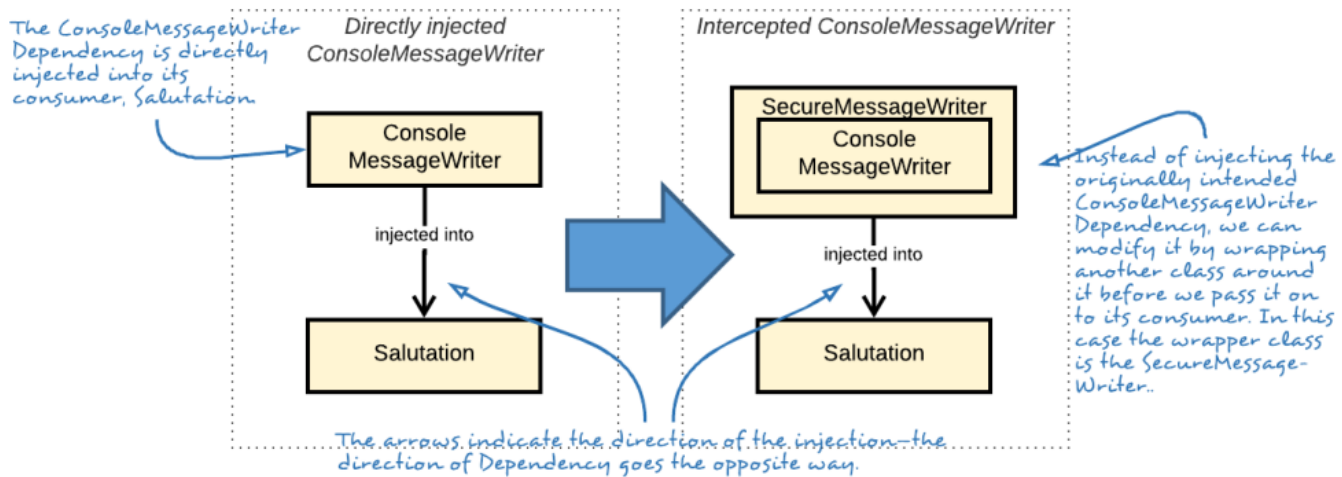 The ConsoleMessageWriter
Dependency is directly
injected into its
consumer, Salutation.
Directly injected
ConsoleMessageWriter
Console
MessageWriter
injected into
Salutation
Intercepted ConsoleMessageWriter
SecureMessageWriter
Console
MessageWriter
injected into
Salutation
Instead of injecting the
originally intended
ConsoleMessageWriter
Dependency, we can
modify it by wrapping
another class around
it before we pass it on
to its consumer. In this
case the wrapper class
is the SecureMessage-
Writer..
The arrows indicate the direction of the injection—the
direction of Dependency goes the opposite way.